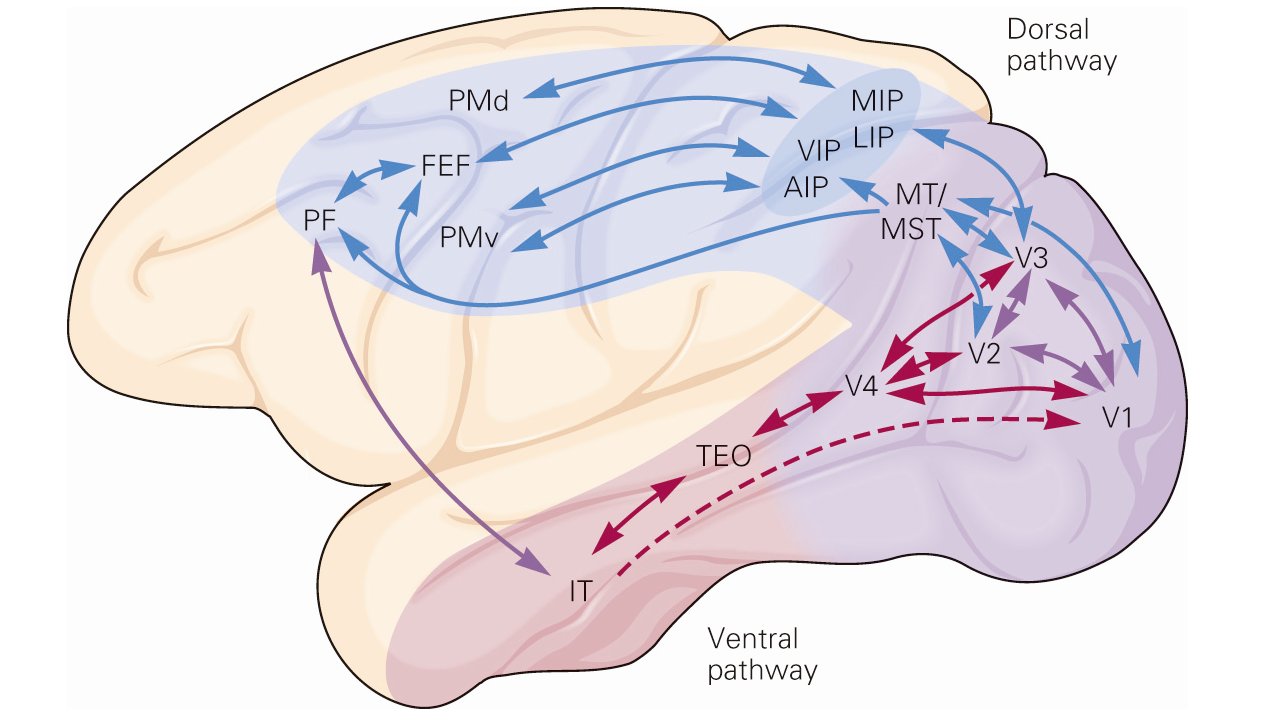 Dorsal
pathway
PMd
MIP
LIP
VIP
FEF
AIP
MT/
MST
PF
PMv
V3
V2
V4
V1
TEO
IT
Ventral
pathway